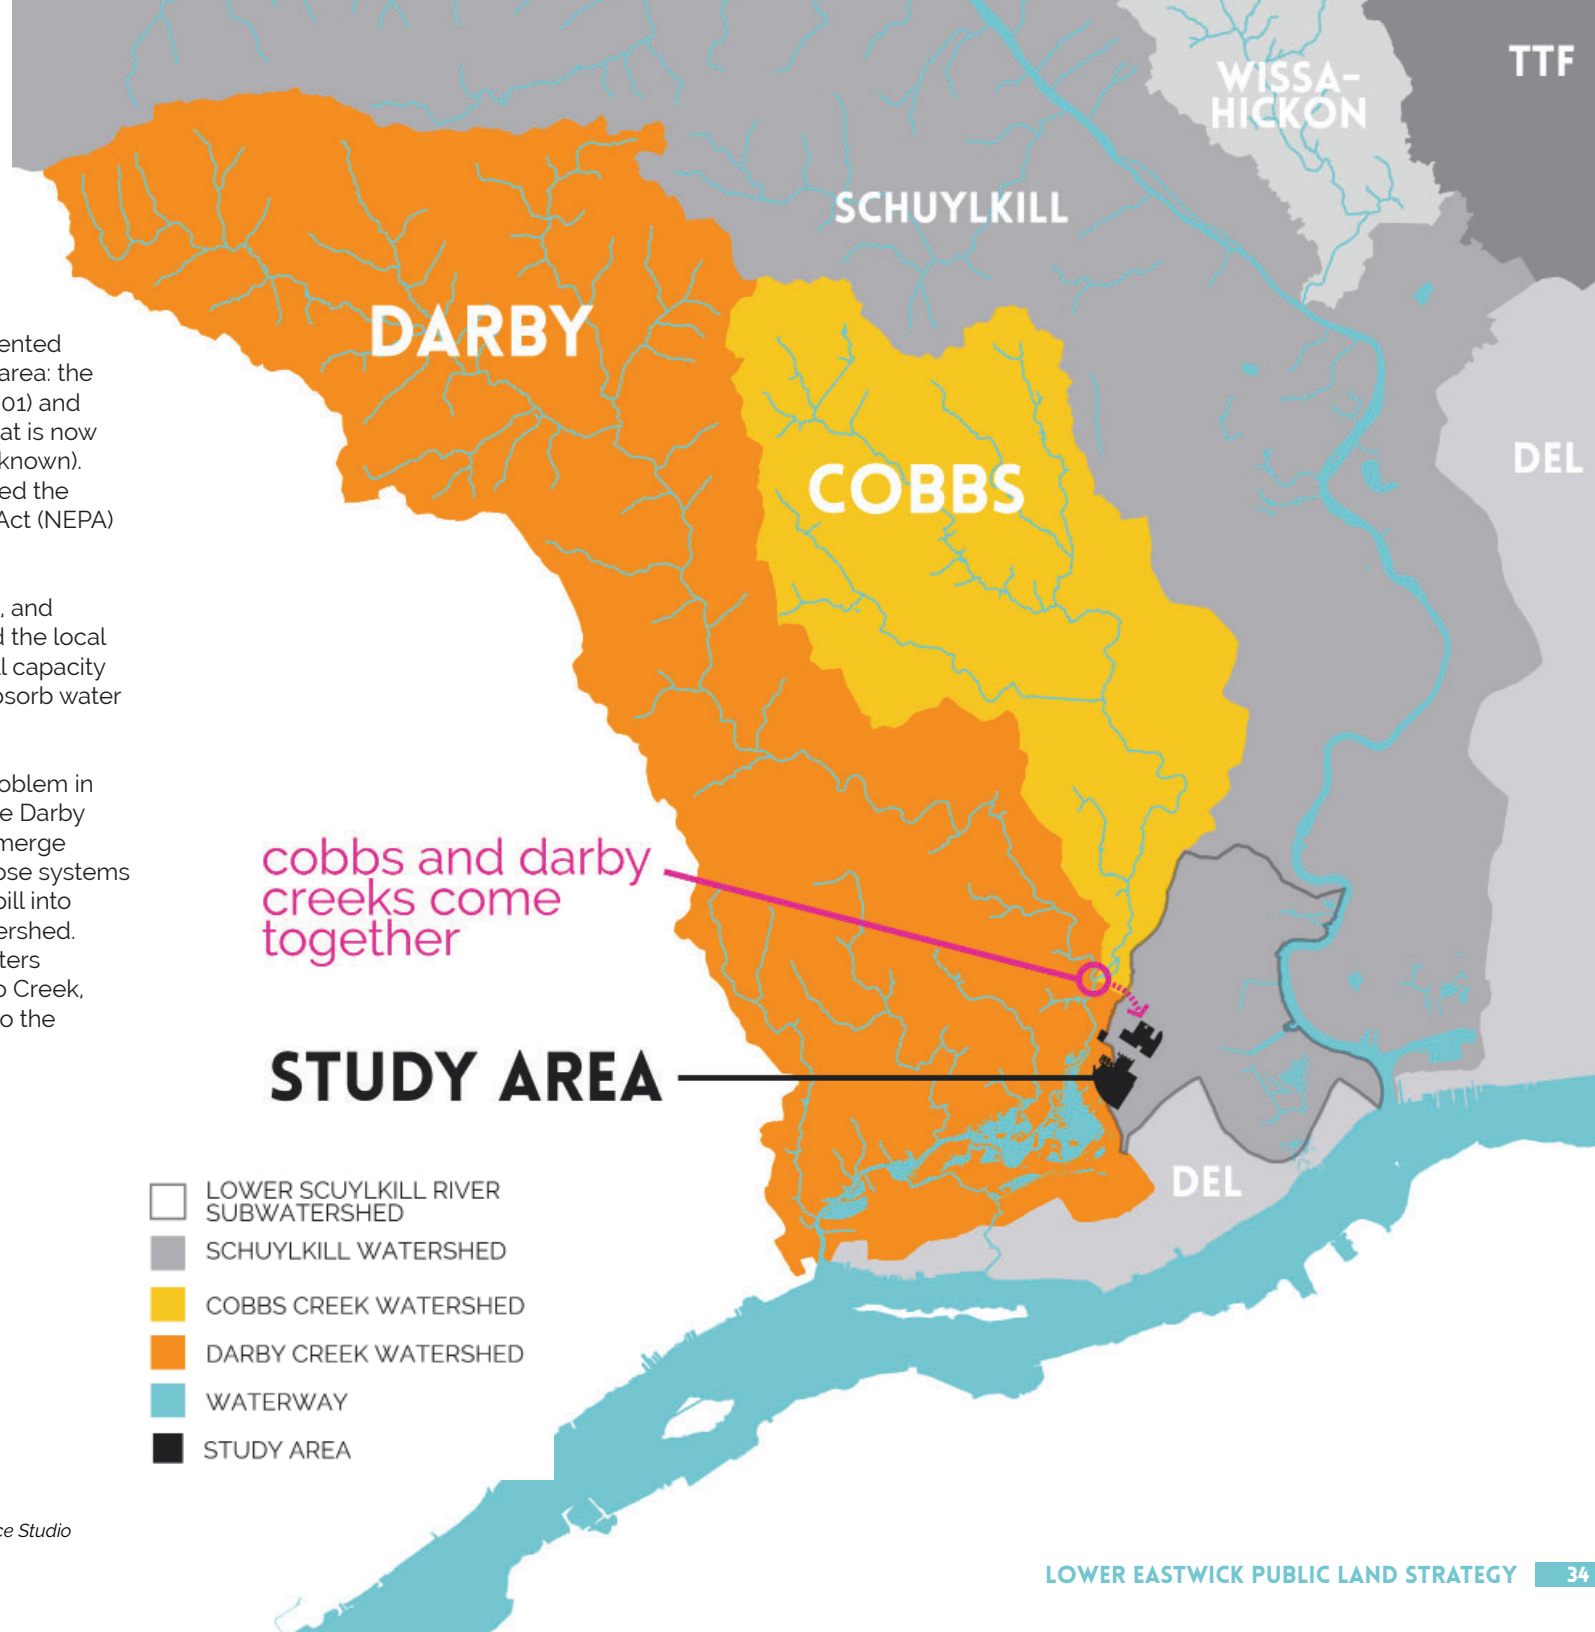 TTF
WISSA-
HICKON
SCHUYLKILL
DARBY
DEL
COBBS
ented
area: the
01) and
at is now
known).
ed the
Act (NEPA)
, and
the local
l capacity
sorb water
oblem in
e Darby
merge
ose systems
pill into
ershed.
ters
Creek,
o the
cobbs and darby
creeks come
together
STUDY AREA
DEL
LOWER SCUYLKILL RIVER
SUBWATERSHED
SCHUYLKILL WATERSHED
COBBS CREEK WATERSHED
DARBY CREEK WATERSHED
WATERWAY
STUDY AREA
ce Studio
LOWER EASTWICK PUBLIC LAND STRATEGY 34